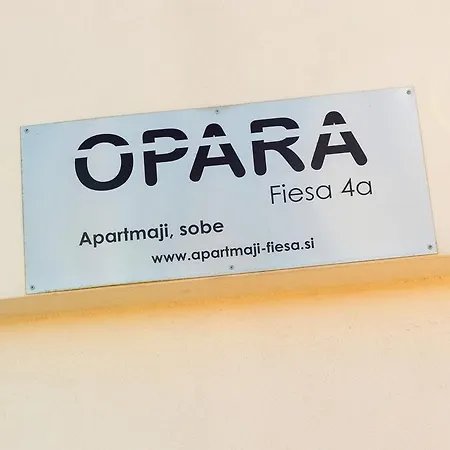 OPARA
Fiesa 4a
Apartmaji, sobe
www.apartmaji-fiesa.si